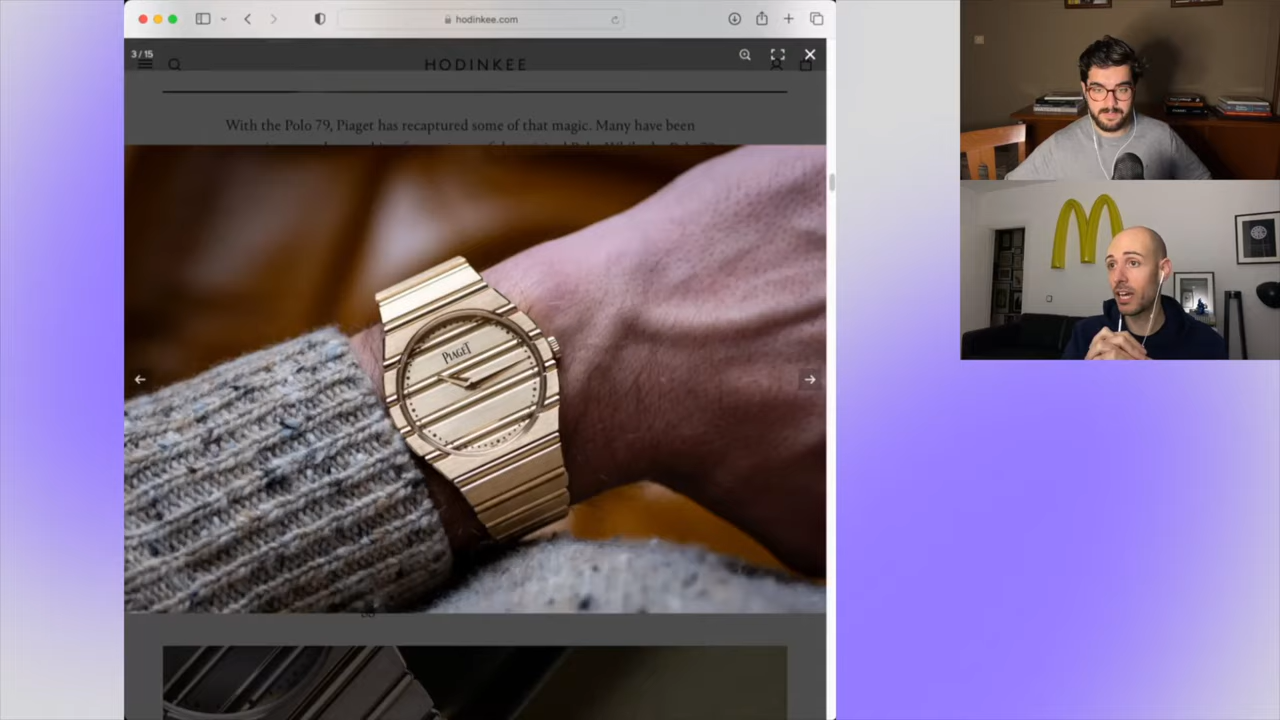 hodinkee.com
3 / 15
HODINKEE
With the Polo 79, Piaget has recaptured some of that magic. Many have been
PIAGET